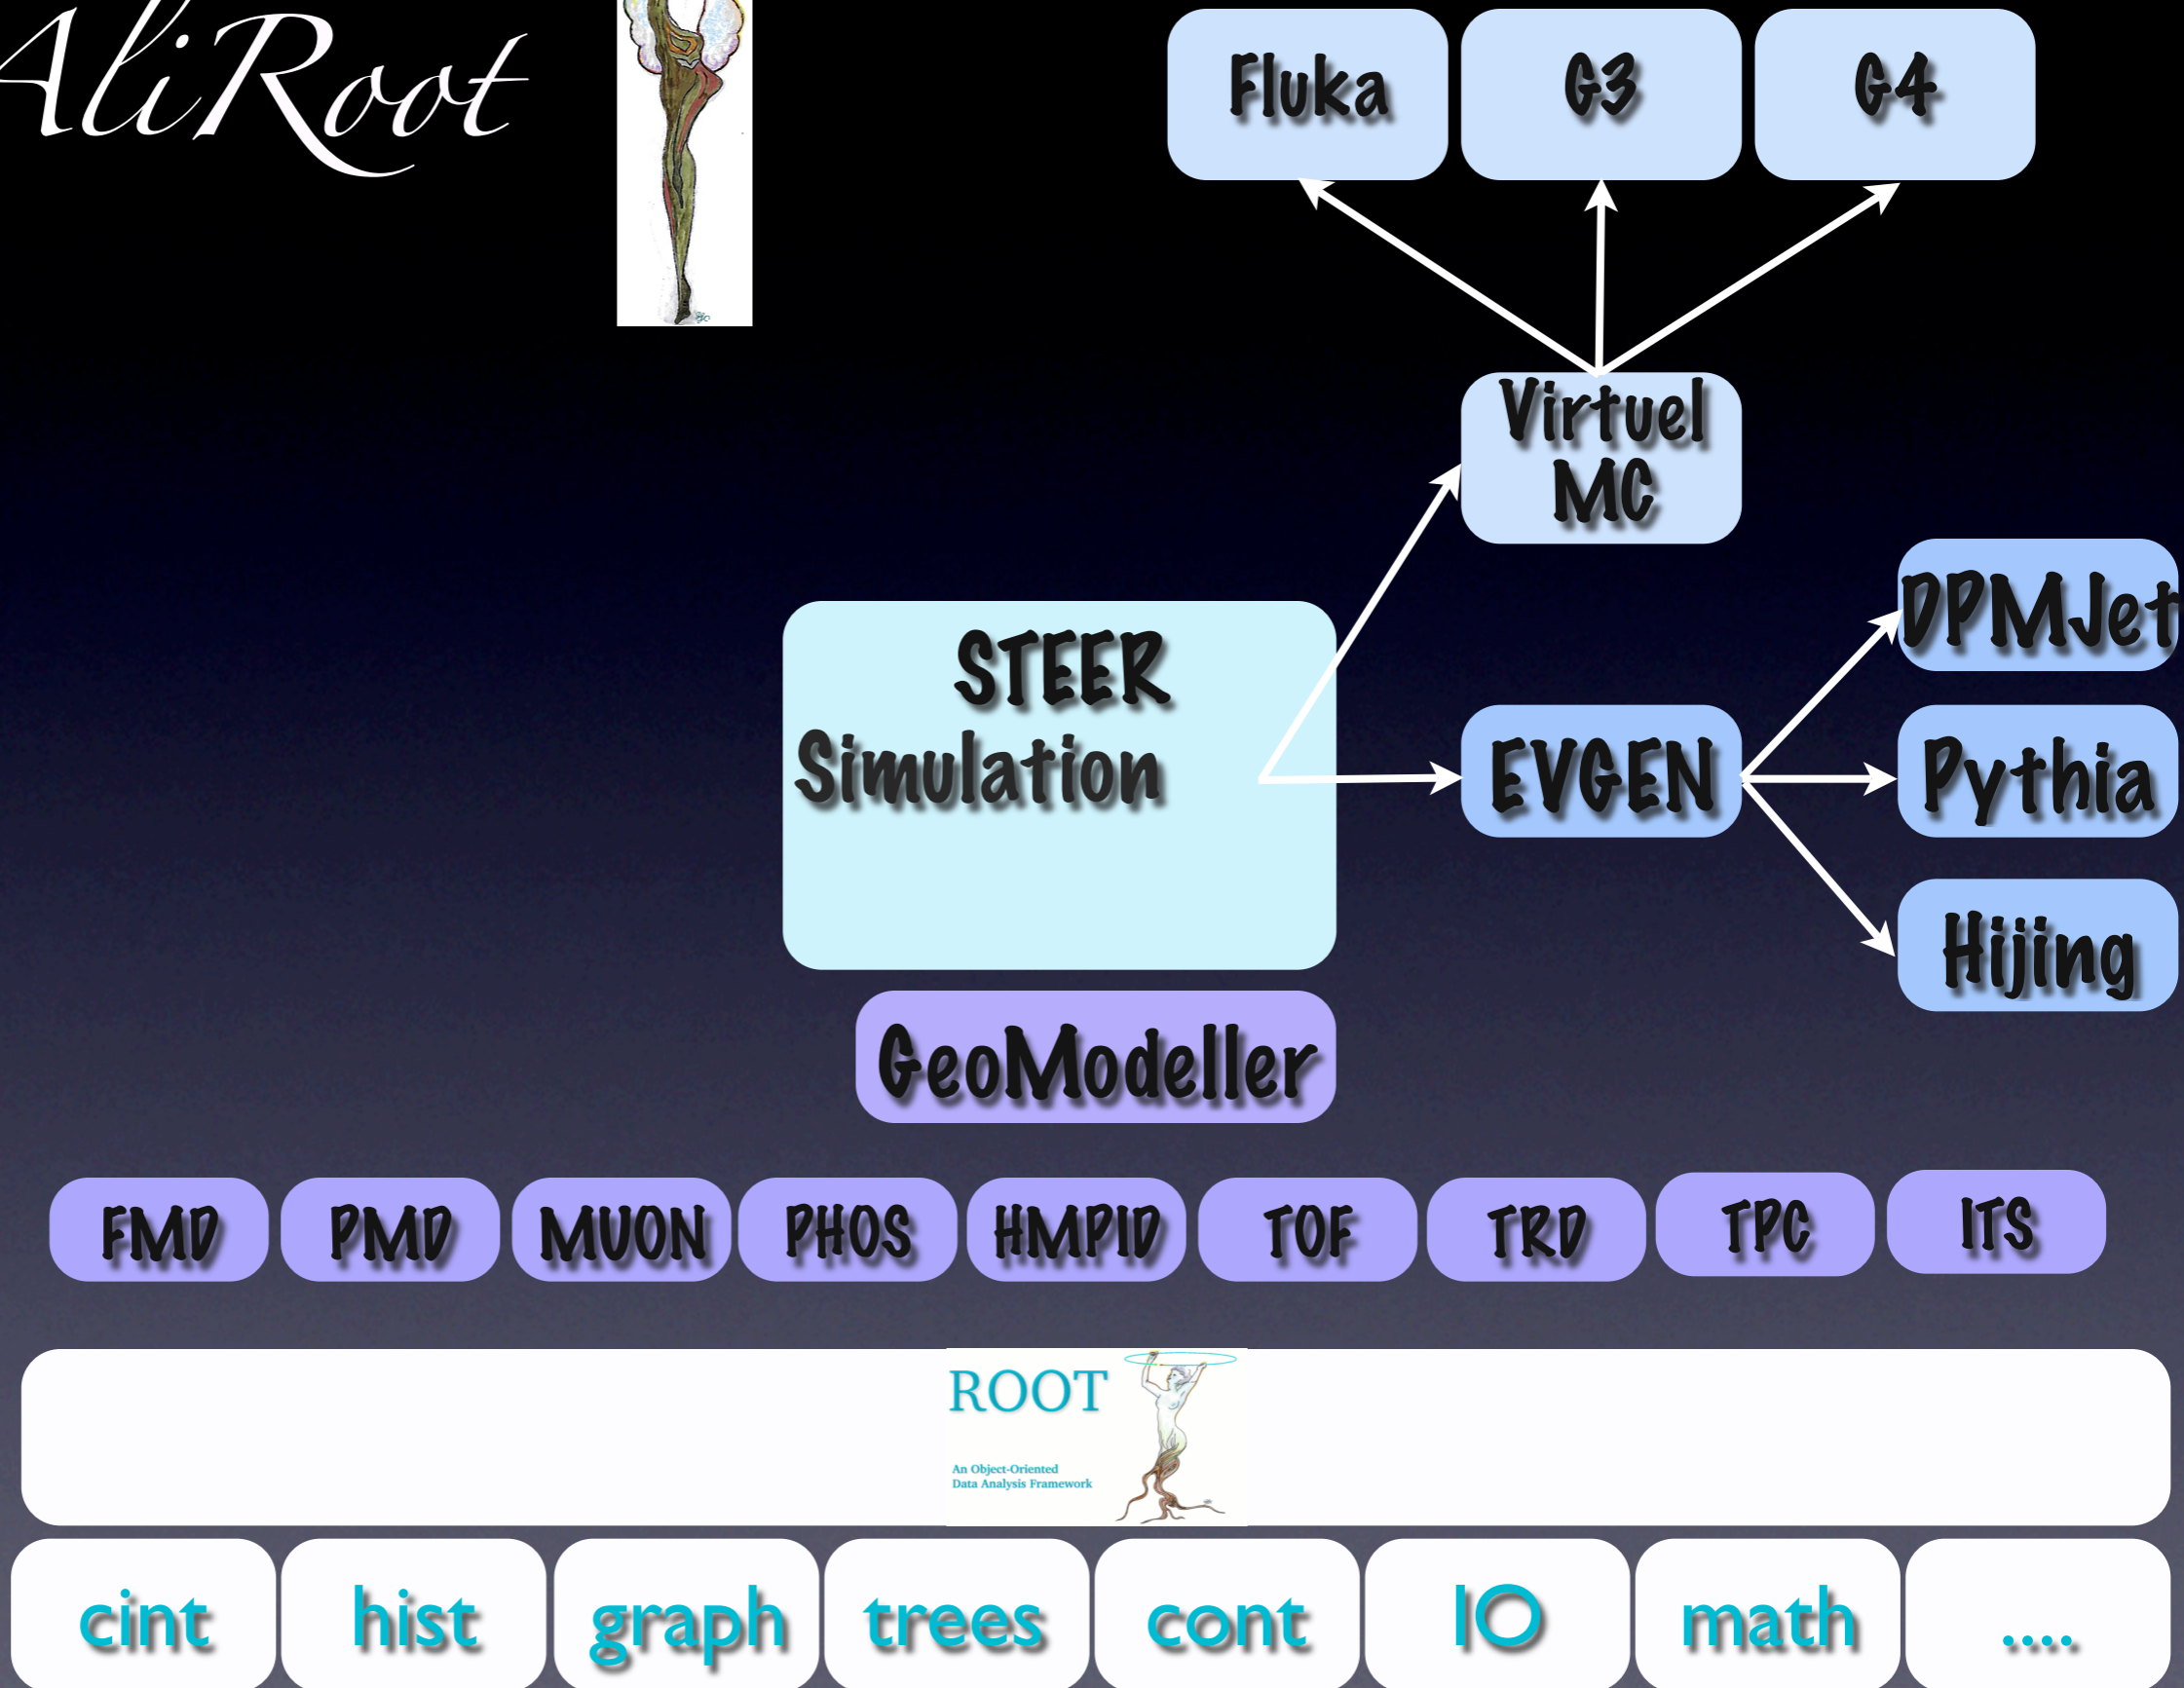 AliRoot
Fluka
G3
G4
Virtuel
MC
DPMJet
STEER
Simulation
EVGEN
Pythia
Hijing
GeoModeller
FMD
PMD
MUON
PHOS
HMPID
TOF
TRD
TPC
ITS
ROOT
An Object-Oriented
Data Analysis Framework
cint
hist
graph
trees
cont
IO
math
....